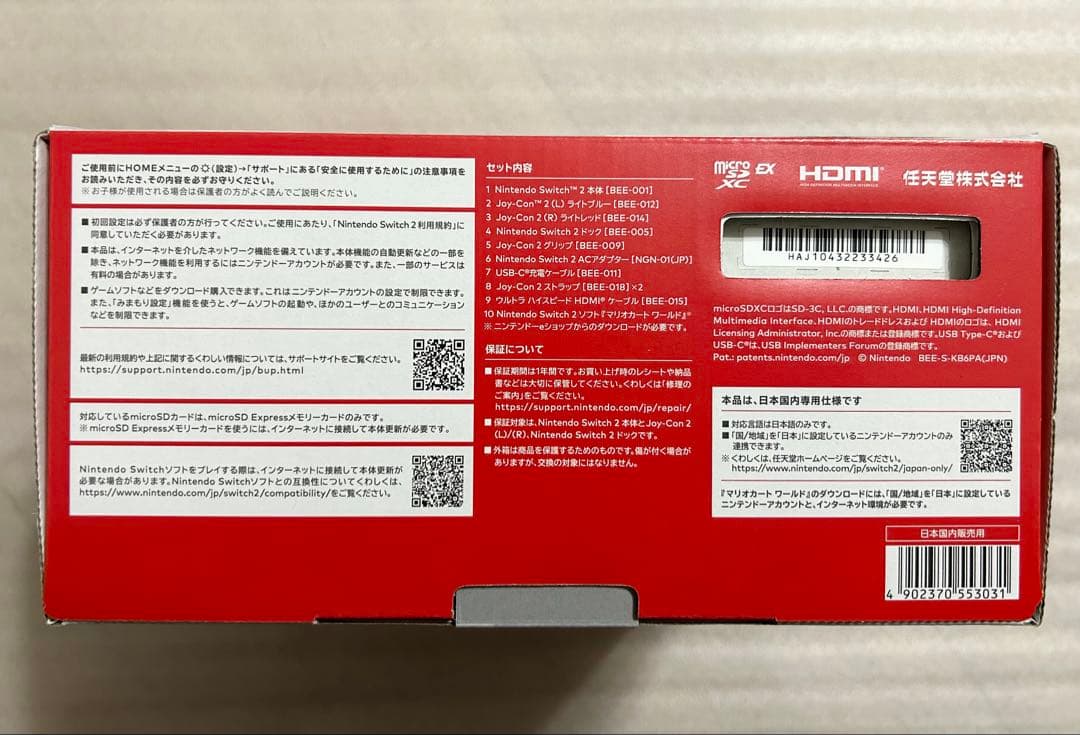 ご使用前にHOMEメニューの(設定)→「サポート」にある「安全に使用するために」の注意事項を
お読みいただき、その内容を必ずお守りください。
※お子様が使用される場合は保護者の方がよく読んでご説明ください。
■ 初回設定は必ず保護者の方が行ってください。ご使用にあたり、「Nintendo Switch 2 利用規約」に
同意していただく必要があります。
■ 本品は、インターネットを介したネットワーク機能を備えています。本体機能の自動更新などの一部を
除き、ネットワーク機能を利用するにはニンテンドーアカウントが必要です。また、一部のサービスは
有料の場合があります。
■ ゲームソフトなどをダウンロード購入できます。これはニンテンドーアカウントの設定で制限できます。
また、「みまもり設定」機能を使うと、ゲームソフトの起動や、ほかのユーザーとのコミュニケーション
などを制限できます。
最新の利用規約や上記に関するくわしい情報については、サポートサイトをご覧ください。
https://support.nintendo.com/jp/bup.html
対応しているmicroSDカードは、microSD Expressメモリーカードのみです。
※ microSD Expressメモリーカードを使うには、インターネットに接続して本体更新が必要です。
Nintendo Switchソフトをプレイする際は、インターネットに接続して本体更新が
必要な場合があります。Nintendo Switchソフトとの互換性についてくわしくは、
https://www.nintendo.com/jp/switch2/compatibility/をご覧ください。
セット内容
1 Nintendo Switch™ 2 本体 [BEE-001]
2 Joy-Con™ 2 (L) ライトブルー [BEE-012]
3 Joy-Con 2 (R) ライトレッド [BEE-014]
4 Nintendo Switch 2 ドック [BEE-005]
5 Joy-Con 2 グリップ [BEE-009]
6 Nintendo Switch 2 ACアダプター [NGN-01(JP)]
7 USB-C®充電ケーブル [BEE-011]
8 Joy-Con 2 ストラップ [BEE-018] ×2
9 ウルトラ ハイスピード HDMI® ケーブル [BEE-015]
10 Nintendo Switch 2 ソフト『マリオカート ワールド』※
※ ニンテンドーeショップからのダウンロードが必要です。
保証について
■ 保証期間は1年間です。お買い上げ時のレシートや納品
書などは大切に保管してください。くわしくは「修理の
ご案内」をご覧ください。
https://support.nintendo.com/jp/repair/
■ 保証対象は、Nintendo Switch 2 本体とJoy-Con 2
(L)/(R)、Nintendo Switch 2 ドックです。
■ 外箱は商品を保護するためのものです。傷が付く場合が
ありますが、交換の対象にはなりません。
micro SD XC EX HDMI® 任天堂株式会社
HIGH-DEFINITION MULTIMEDIA INTERFACE
HAJ10432233426
microSDXCロゴはSD-3C, LLC.の商標です。HDMI、HDMI High-Definition
Multimedia Interface、HDMIのトレードドレスおよび HDMIのロゴは、HDMI
Licensing Administrator, Inc.の商標または登録商標です。USB Type-C®および
USB-C®は、USB Implementers Forumの登録商標です。
Pat.: patents.nintendo.com/jp © Nintendo BEE-S-KB6PA(JPN)
本品は、日本国内専用仕様です
■ 対応言語は日本語のみです。
■ 「国/地域」を「日本」に設定しているニンテンドーアカウントのみ
連携できます。
※ くわしくは、任天堂ホームページをご覧ください。
https://www.nintendo.com/jp/switch2/japan-only/
『マリオカート ワールド』のダウンロードには、「国/地域」を「日本」に設定している
ニンテンドーアカウントと、インターネット環境が必要です。
日本国内販売用
4 902370 553031